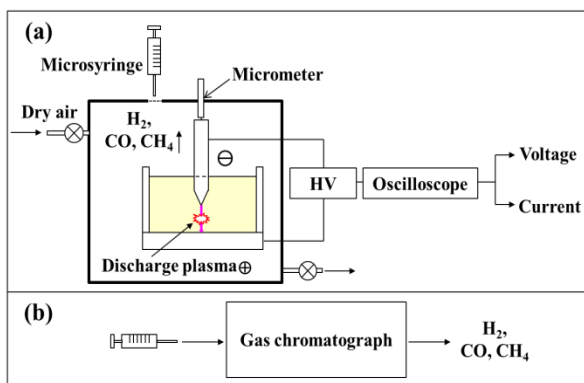 (a)
Microsyringe
Micrometer
Dry air
H₂,
CO, CH₄
⊖
HV
Oscilloscope
Voltage
Current
Discharge plasma⊕
(b)
Gas chromatograph
H₂,
CO, CH₄